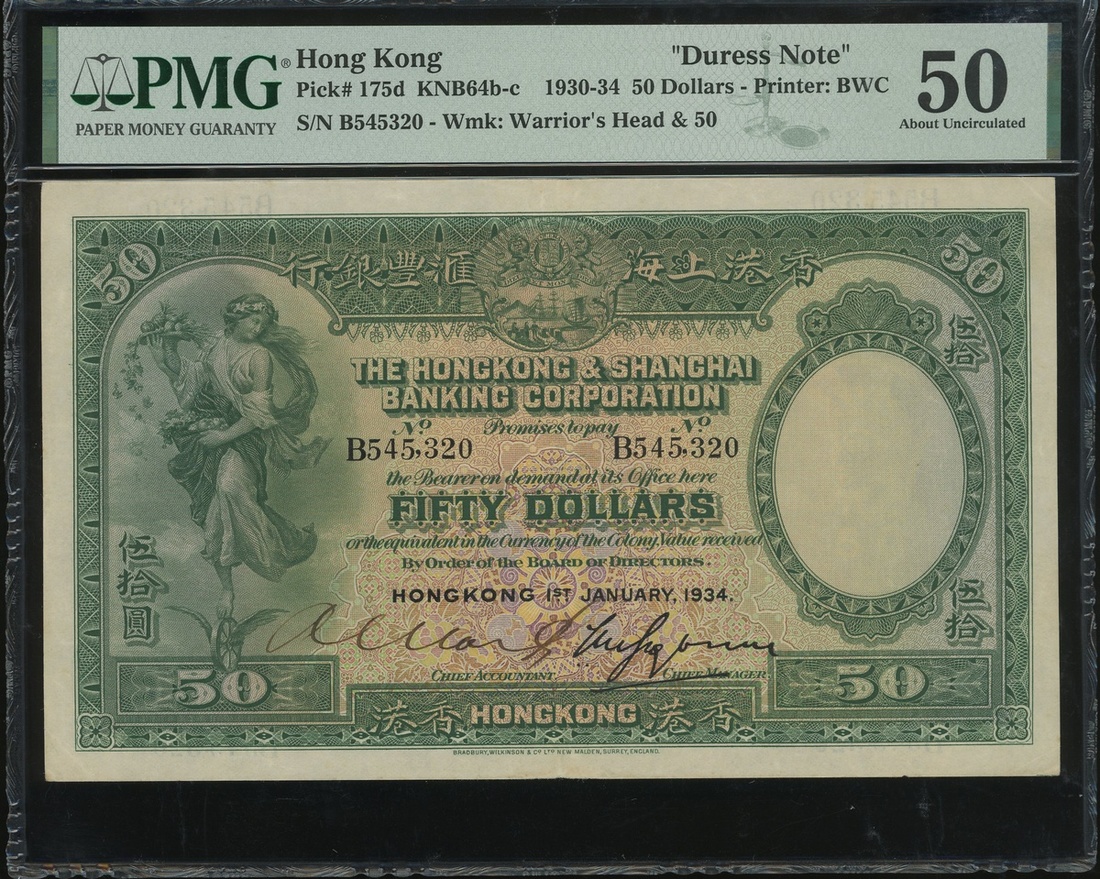 PMG®
PAPER MONEY GUARANTY
Hong Kong "Duress Note"
Pick# 175d KNB64b-c 1930-34 50 Dollars - Printer: BWC
S/N B545320 - Wmk: Warrior's Head & 50
50
About Uncirculated
50
行銀豐滙 海上港香
50
THE HONGKONG & SHANGHAI
BANKING CORPORATION
Nº Promises to pay Nº
B545,320 B545,320
the Bearer on demand at its Office here
FIFTY DOLLARS
or the equivalent in the Currency of the Colony Value received
By Order of the BOARD OF DIRECTORS.
HONGKONG 1ST JANUARY, 1934.
CHIEF ACCOUNTANT CHIEF MANAGER
伍拾圓
伍拾
伍拾
50
50
港香 HONGKONG 港香
BRADBURY, WILKINSON & Cº LTD NEW MALDEN, SURREY, ENGLAND.